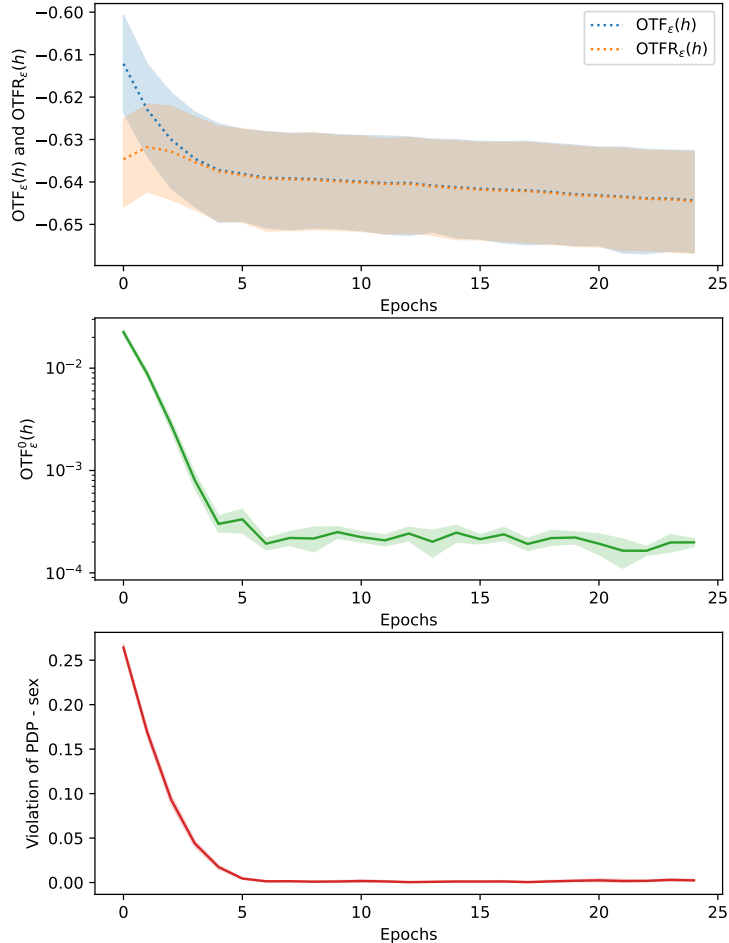 OTF_ε(h) and OTFR_ε(h)
−0.60
−0.61
−0.62
−0.63
−0.64
−0.65
OTF_ε(h)
OTFR_ε(h)
0 5 10 15 20 25
Epochs
OTF_ε^0(h)
10^−2
10^−3
10^−4
0 5 10 15 20 25
Epochs
Violation of PDP - sex
0.25
0.20
0.15
0.10
0.05
0.00
0 5 10 15 20 25
Epochs